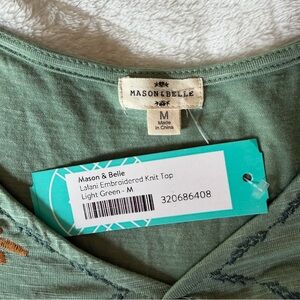 MASON & BELLE
M
Made
in China
Mason & Belle
Lalani Embroidered Knit Top
Light Green - M
320686408